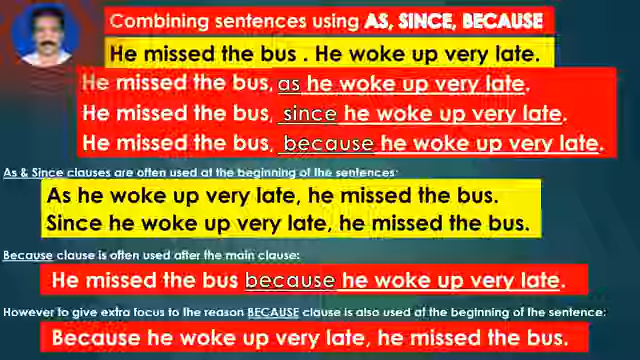 Combining sentences using AS, SINCE, BECAUSE
He missed the bus . He woke up very late.
He missed the bus, as he woke up very late.
He missed the bus, since he woke up very late.
He missed the bus, because he woke up very late.
As & Since clauses are often used at the beginning of the sentences:
As he woke up very late, he missed the bus.
Since he woke up very late, he missed the bus.
Because clause is often used after the main clause:
He missed the bus because he woke up very late.
However to give extra focus to the reason BECAUSE clause is also used at the beginning of the sentence:
Because he woke up very late, he missed the bus.